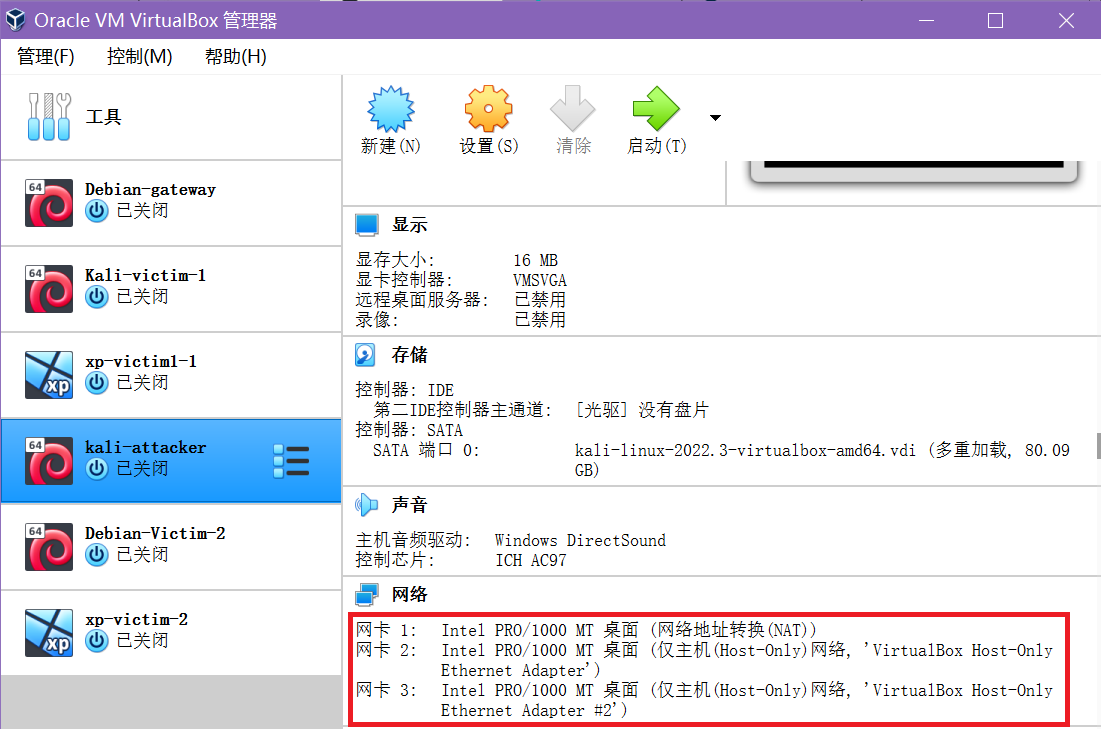 Oracle VM VirtualBox 管理器
管理(F) 控制(M) 帮助(H)
工具
新建(N) 设置(S) 清除 启动(T)
64
Debian-gateway
已关闭
64
Kali-victim-1
已关闭
xp
xp-victim1-1
已关闭
64
kali-attacker
已关闭
64
Debian-Victim-2
已关闭
xp
xp-victim-2
已关闭
显示
显存大小: 16 MB
显卡控制器: VMSVGA
远程桌面服务器: 已禁用
录像: 已禁用
存储
控制器: IDE
第二IDE控制器主通道: [光驱] 没有盘片
控制器: SATA
SATA 端口 0: kali-linux-2022.3-virtualbox-amd64.vdi (多重加载, 80.09
GB)
声音
主机音频驱动: Windows DirectSound
控制芯片: ICH AC97
网络
网卡 1: Intel PRO/1000 MT 桌面 (网络地址转换(NAT))
网卡 2: Intel PRO/1000 MT 桌面 (仅主机(Host-Only)网络, 'VirtualBox Host-Only
Ethernet Adapter')
网卡 3: Intel PRO/1000 MT 桌面 (仅主机(Host-Only)网络, 'VirtualBox Host-Only
Ethernet Adapter #2')